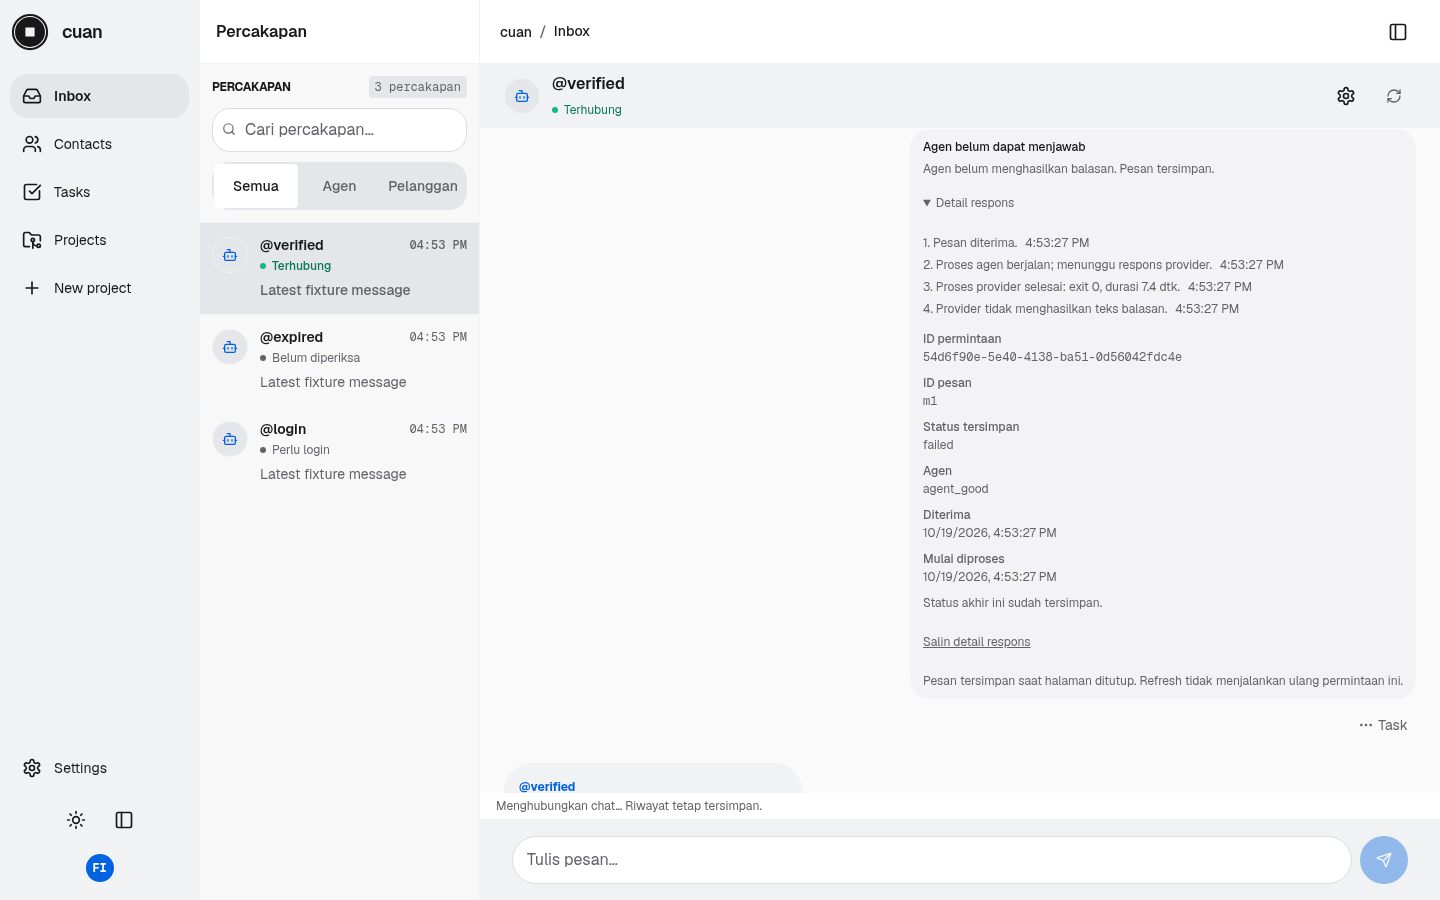 cuan
Inbox
Contacts
Tasks
Projects
New project
Settings
FI
Percakapan
PERCAKAPAN
3 percakapan
Cari percakapan...
Semua
Agen
Pelanggan
@verified
04:53 PM
Terhubung
Latest fixture message
@expired
04:53 PM
Belum diperiksa
Latest fixture message
@login
04:53 PM
Perlu login
Latest fixture message
cuan / Inbox
@verified
Terhubung
Agen belum dapat menjawab
Agen belum menghasilkan balasan. Pesan tersimpan.
▼ Detail respons
1. Pesan diterima. 4:53:27 PM
2. Proses agen berjalan; menunggu respons provider. 4:53:27 PM
3. Proses provider selesai: exit 0, durasi 7.4 dtk. 4:53:27 PM
4. Provider tidak menghasilkan teks balasan. 4:53:27 PM
ID permintaan
54d6f90e-5e40-4138-ba51-0d56042fdc4e
ID pesan
m1
Status tersimpan
failed
Agen
agent_good
Diterima
10/19/2026, 4:53:27 PM
Mulai diproses
10/19/2026, 4:53:27 PM
Status akhir ini sudah tersimpan.
Salin detail respons
Pesan tersimpan saat halaman ditutup. Refresh tidak menjalankan ulang permintaan ini.
··· Task
@verified
Menghubungkan chat... Riwayat tetap tersimpan.
Tulis pesan...